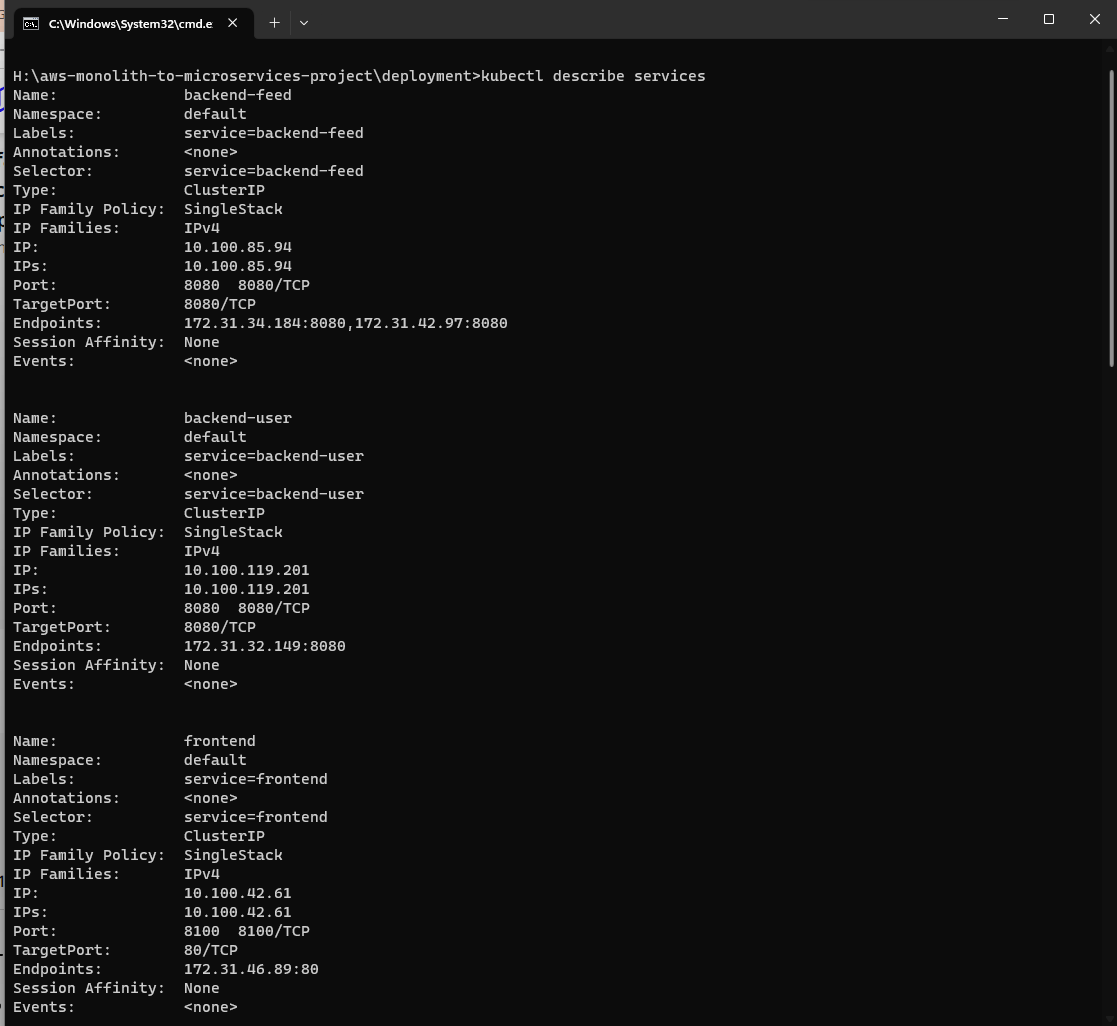 C:\Windows\System32\cmd.e
H:\aws-monolith-to-microservices-project\deployment>kubectl describe services
Name: backend-feed
Namespace: default
Labels: service=backend-feed
Annotations: <none>
Selector: service=backend-feed
Type: ClusterIP
IP Family Policy: SingleStack
IP Families: IPv4
IP: 10.100.85.94
IPs: 10.100.85.94
Port: 8080 8080/TCP
TargetPort: 8080/TCP
Endpoints: 172.31.34.184:8080,172.31.42.97:8080
Session Affinity: None
Events: <none>
Name: backend-user
Namespace: default
Labels: service=backend-user
Annotations: <none>
Selector: service=backend-user
Type: ClusterIP
IP Family Policy: SingleStack
IP Families: IPv4
IP: 10.100.119.201
IPs: 10.100.119.201
Port: 8080 8080/TCP
TargetPort: 8080/TCP
Endpoints: 172.31.32.149:8080
Session Affinity: None
Events: <none>
Name: frontend
Namespace: default
Labels: service=frontend
Annotations: <none>
Selector: service=frontend
Type: ClusterIP
IP Family Policy: SingleStack
IP Families: IPv4
IP: 10.100.42.61
IPs: 10.100.42.61
Port: 8100 8100/TCP
TargetPort: 80/TCP
Endpoints: 172.31.46.89:80
Session Affinity: None
Events: <none>